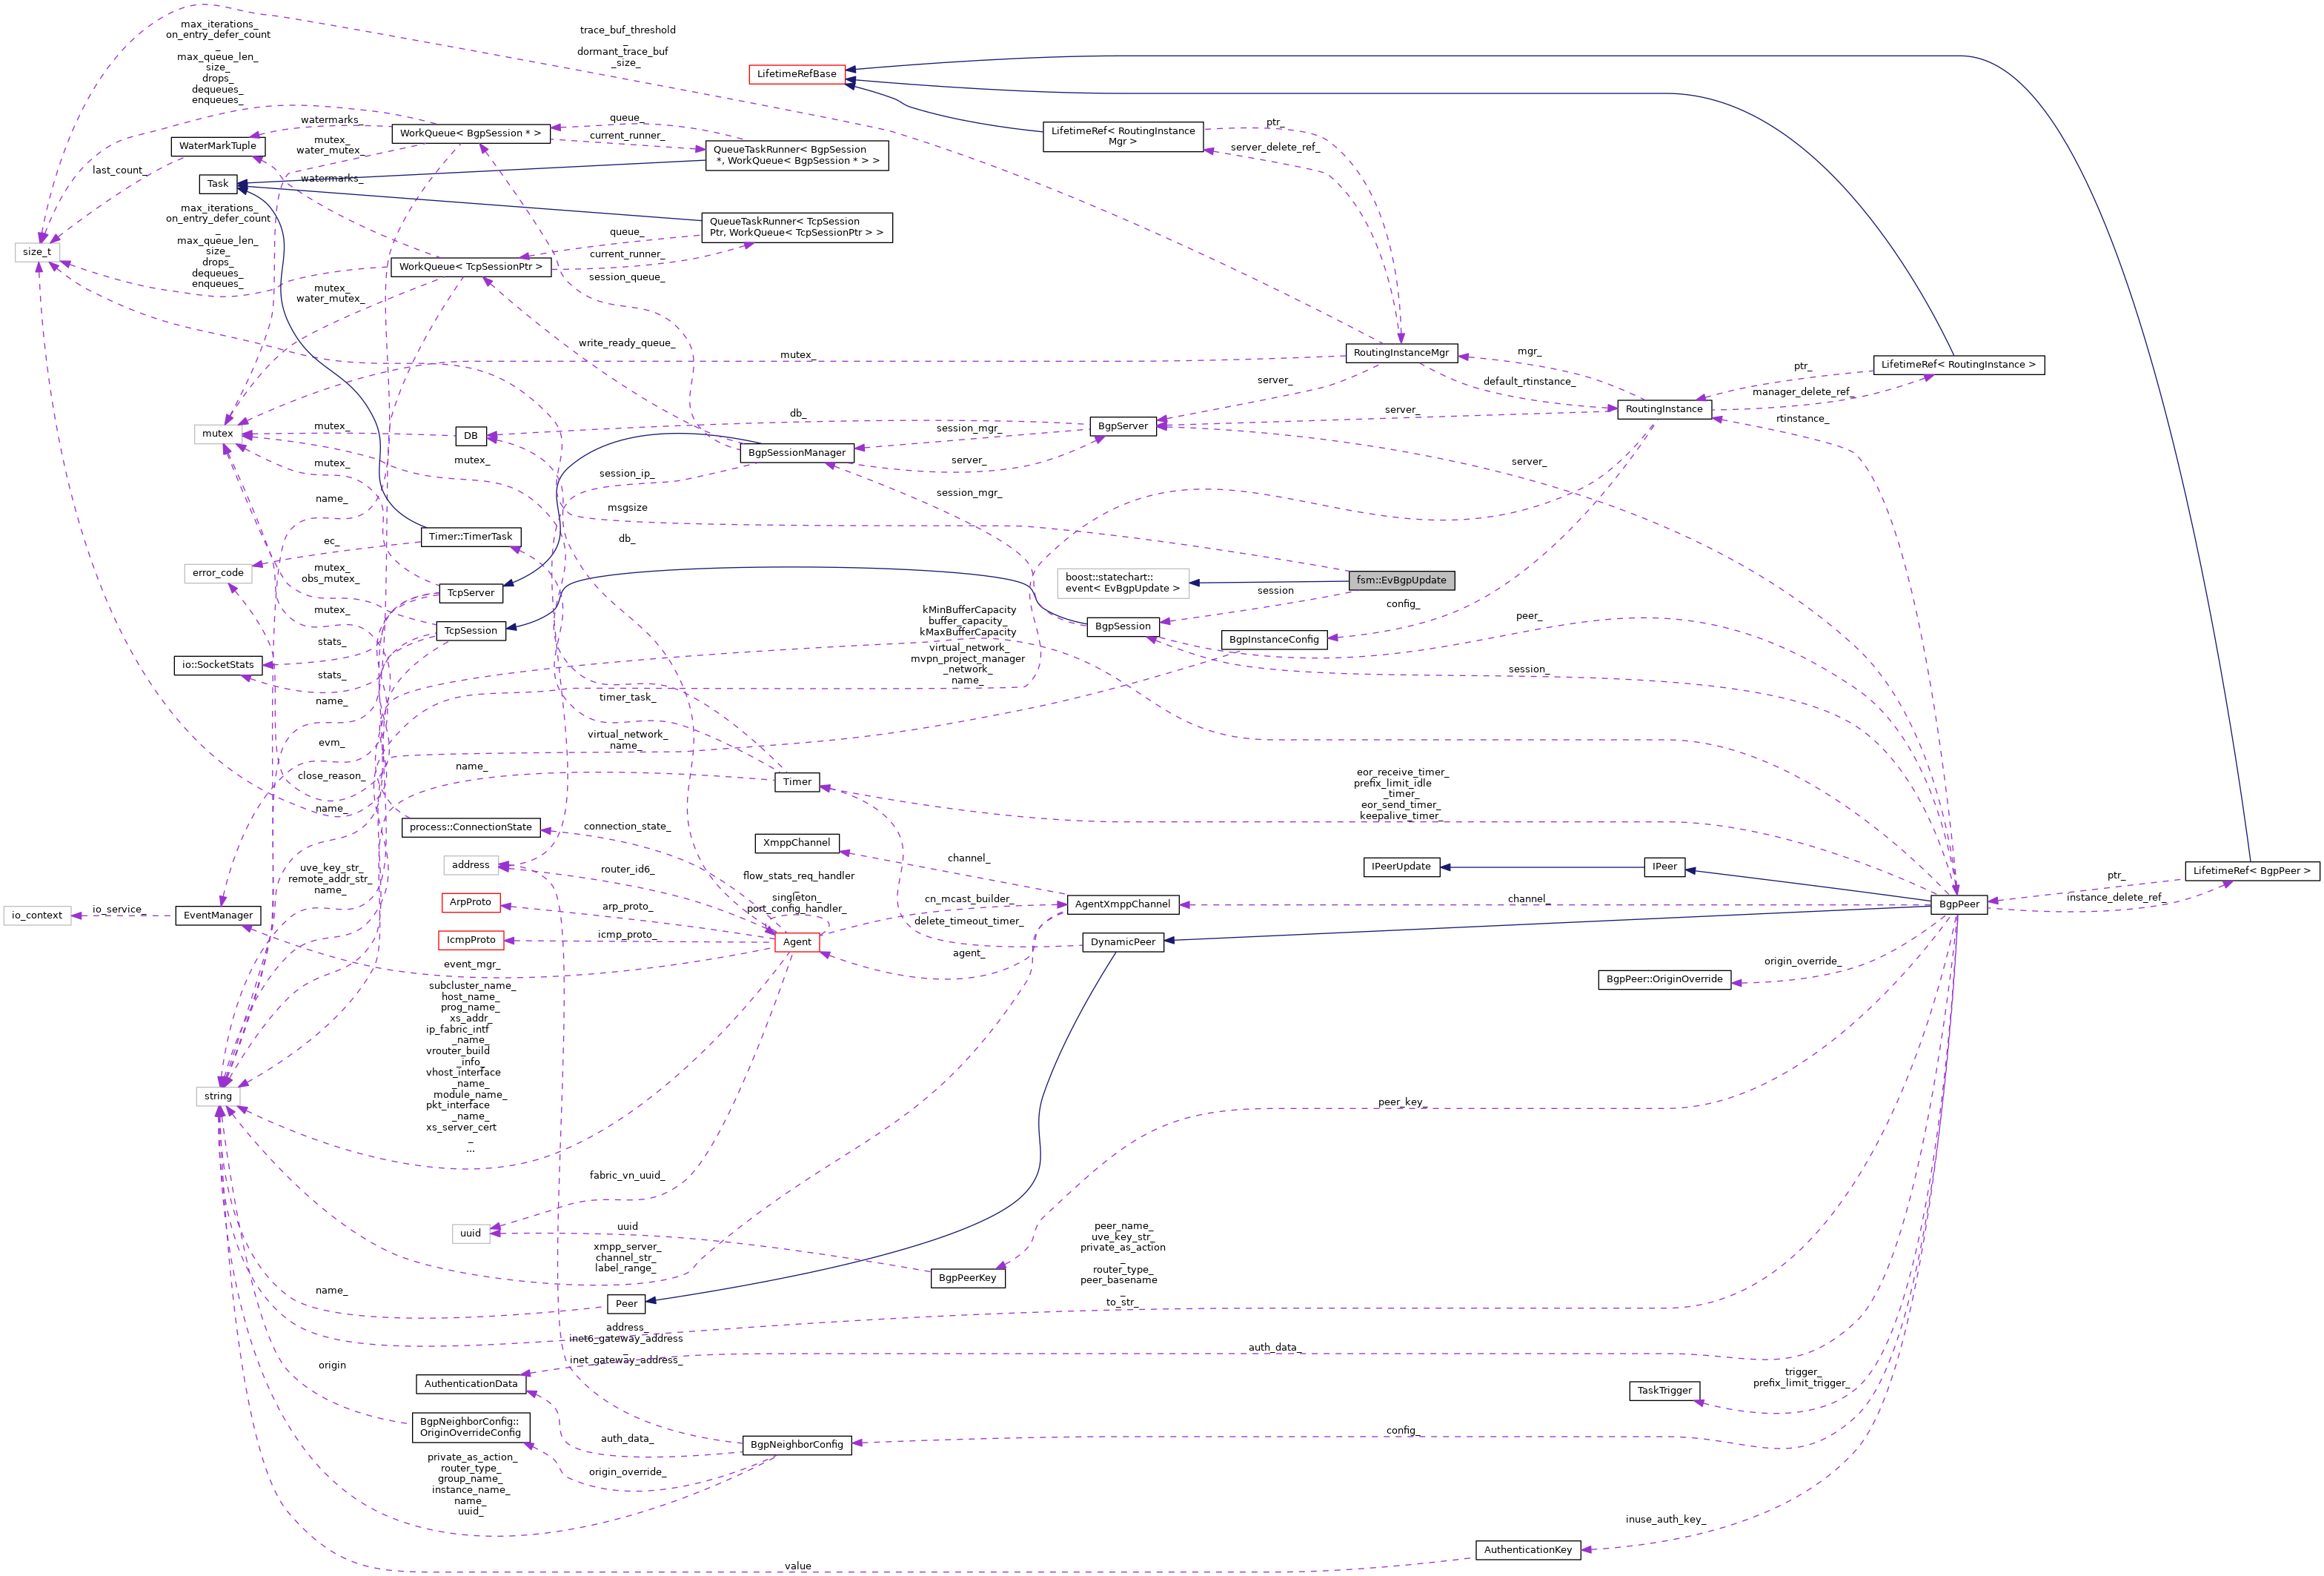 max_iterations_
on_entry_defer_count
_
max_queue_len_
size_
drops_
dequeues_
enqueues_
trace_buf_threshold
_
dormant_trace_buf
_size_
LifetimeRefBase
watermarks_
WorkQueue< BgpSession * >
queue_
current_runner_
QueueTaskRunner< BgpSession
*, WorkQueue< BgpSession * > >
LifetimeRef< RoutingInstance
Mgr >
ptr_
server_delete_ref_
WaterMarkTuple
mutex_
water_mutex_
last_count_
watermarks_
Task
max_iterations_
on_entry_defer_count
_
max_queue_len_
size_
drops_
dequeues_
enqueues_
QueueTaskRunner< TcpSession
Ptr, WorkQueue< TcpSessionPtr > >
queue_
current_runner_
size_t
WorkQueue< TcpSessionPtr >
session_queue_
mutex_
water_mutex_
write_ready_queue_
mutex_
RoutingInstanceMgr
mgr_
LifetimeRef< RoutingInstance >
server_
default_rtinstance_
ptr_
manager_delete_ref_
RoutingInstance
db_
BgpServer
server_
rtinstance_
mutex
mutex_
DB
session_mgr_
BgpSessionManager
server_
server_
mutex_
mutex_
session_ip_
session_mgr_
name_
msgsize
Timer::TimerTask
ec_
db_
error_code
mutex_
obs_mutex_
TcpServer
boost::statechart::
event< EvBgpUpdate >
fsm::EvBgpUpdate
session
config_
mutex_
kMinBufferCapacity
buffer_capacity_
kMaxBufferCapacity
peer_
TcpSession
BgpSession
BgpInstanceConfig
stats_
virtual_network_
mvpn_project_manager
_network_
name_
io::SocketStats
stats_
session_
name_
timer_task_
evm_
virtual_network_
name_
close_reason_
name_
Timer
eor_receive_timer_
prefix_limit_idle
_timer_
eor_send_timer_
keepalive_timer_
name_
process::ConnectionState
connection_state_
XmppChannel
address
router_id6_
channel_
IPeerUpdate
IPeer
LifetimeRef< BgpPeer >
uve_key_str_
remote_addr_str_
name_
flow_stats_req_handler
_
singleton_
port_config_handler_
ArpProto
arp_proto_
cn_mcast_builder_
AgentXmppChannel
channel_
BgpPeer
ptr_
instance_delete_ref_
io_context
io_service_
EventManager
delete_timeout_timer_
IcmpProto
icmp_proto_
Agent
DynamicPeer
agent_
event_mgr_
origin_override_
BgpPeer::OriginOverride
subcluster_name_
host_name_
prog_name_
xs_addr_
ip_fabric_intf
_name_
vrouter_build
_info_
vhost_interface
_name_
module_name_
pkt_interface
_name_
xs_server_cert
_
...
string
peer_key_
fabric_vn_uuid_
uuid
uuid
xmpp_server_
channel_str_
label_range_
BgpPeerKey
peer_name_
uve_key_str_
private_as_action
_
router_type_
peer_basename
_
to_str_
name_
Peer
address_
inet6_gateway_address
_
inet_gateway_address_
origin
auth_data_
AuthenticationData
trigger_
prefix_limit_trigger_
TaskTrigger
BgpNeighborConfig::
OriginOverrideConfig
auth_data_
BgpNeighborConfig
config_
private_as_action_
router_type_
group_name_
instance_name_
name_
uuid_
origin_override_
inuse_auth_key_
AuthenticationKey
value